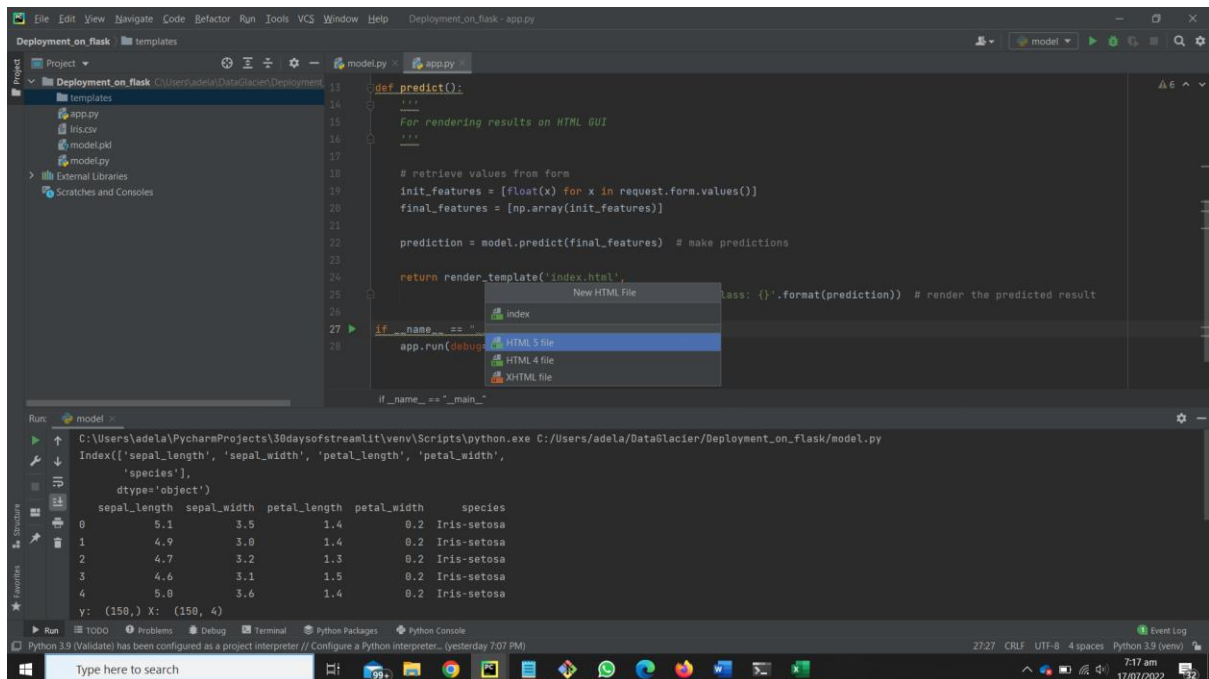 File Edit View Navigate Code Refactor Run Tools VCS Window Help Deployment_on_flask - app.py
Deployment_on_flask templates
model
Project
Project
model.py
app.py
Deployment_on_flask C:\Users\adela\DataGlacier\Deployment
templates
app.py
Iris.csv
model.pkl
model.py
External Libraries
Scratches and Consoles
6
13 def predict():
14 '''
15 For rendering results on HTML GUI
16 '''
17
18 # retrieve values from form
19 init_features = [float(x) for x in request.form.values()]
20 final_features = [np.array(init_features)]
21
22 prediction = model.predict(final_features) # make predictions
23
24 return render_template('index.html',
25 lass: {}'.format(prediction)) # render the predicted result
26
27 if __name__ == "_
28 app.run(debug=
New HTML File
index
HTML 5 file
HTML 4 file
XHTML file
if __name__ == "__main__"
Run: model
C:\Users\adela\PycharmProjects\30daysofstreamlit\venv\Scripts\python.exe C:/Users/adela/DataGlacier/Deployment_on_flask/model.py
Index(['sepal_length', 'sepal_width', 'petal_length', 'petal_width',
'species'],
dtype='object')
sepal_length sepal_width petal_length petal_width species
0 5.1 3.5 1.4 0.2 Iris-setosa
1 4.9 3.0 1.4 0.2 Iris-setosa
2 4.7 3.2 1.3 0.2 Iris-setosa
3 4.6 3.1 1.5 0.2 Iris-setosa
4 5.0 3.6 1.4 0.2 Iris-setosa
y: (150,) X: (150, 4)
Structure
Favorites
Run TODO Problems Debug Terminal Python Packages Python Console
Event Log
Python 3.9 (Validate) has been configured as a project interpreter // Configure a Python interpreter... (yesterday 7:07 PM)
27:27 CRLF UTF-8 4 spaces Python 3.9 (venv)
Type here to search
99+
7:17 am
17/07/2022
32